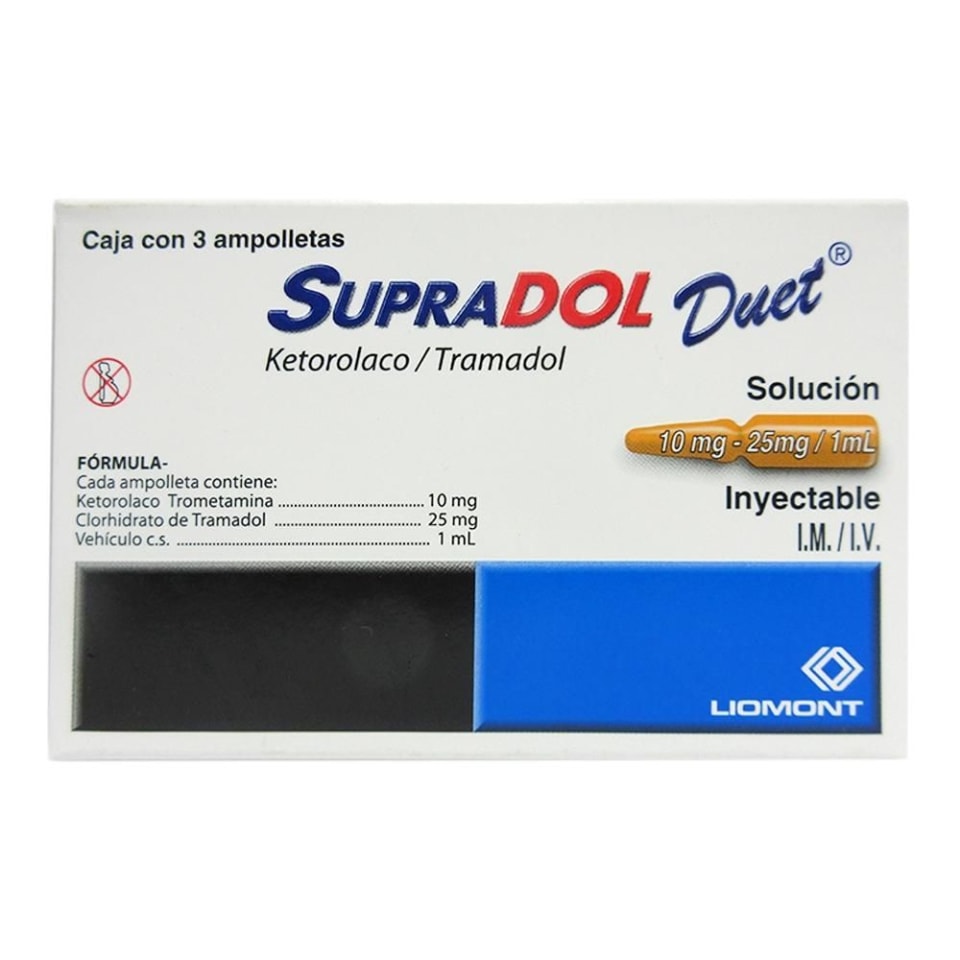 Caja con 3 ampolletas
SUPRADOL Duet®
Ketorolaco / Tramadol
Solución
10 mg - 25mg / 1mL
Inyectable
I.M. / I.V.
FÓRMULA-
Cada ampolleta contiene:
Ketorolaco Trometamina ........................... 10 mg
Clorhidrato de Tramadol ........................... 25 mg
Vehículo c.s. ............................................... 1 mL
LIOMONT